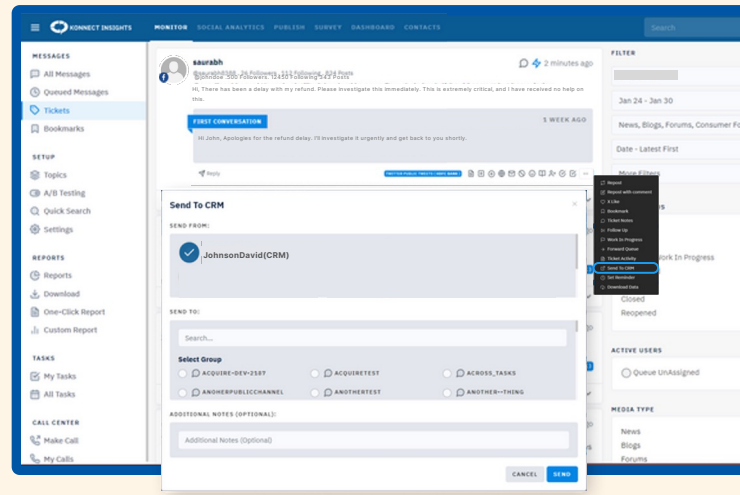 KONNECT INSIGHTS
MONITOR SOCIAL ANALYTICS PUBLISH SURVEY DASHBOARD CONTACTS
Search
MESSAGES
All Messages
Queued Messages
Tickets
Bookmarks
SETUP
Topics
A/B Testing
Quick Search
Settings
REPORTS
Reports
Download
One-Click Report
Custom Report
TASKS
My Tasks
All Tasks
CALL CENTER
Make Call
My Calls
saurabh
2 minutes ago
Hi, There has been a delay with my refund. Please investigate this immediately. This is extremely critical, and I have received no help on
this.
FIRST CONVERSATION
5 WEEK AGO
Hi John, Apologies for the refund delay. I'll investigate it urgently and get back to you shortly.
Reply
Repost
Repost with comment
X Like
Bookmark
Ticket Notes
Follow Up
Work In Progress
Forward Queue
Ticket Activity
Send To CRM
Set Reminder
Download Data
Send To CRM
SEND FROM:
JohnsonDavid(CRM)
SEND TO:
Search...
Select Group
ACQUIRE-DEV-2107 ACQUIRETEST ACROSS_TASKS
ANOHERPUBLICCHANNEL ANOTHERTEST ANOTHER--THING
ADDITIONAL NOTES (OPTIONAL):
Additional Notes (Optional)
CANCEL SEND
FILTER
Jan 24 - Jan 30
News, Blogs, Forums, Consumer Fo
Date - Latest First
More Filters
Work In Progress
Closed
Reopened
ACTIVE USERS
Queue UnAssigned
MEDIA TYPE
News
Blogs
Forums